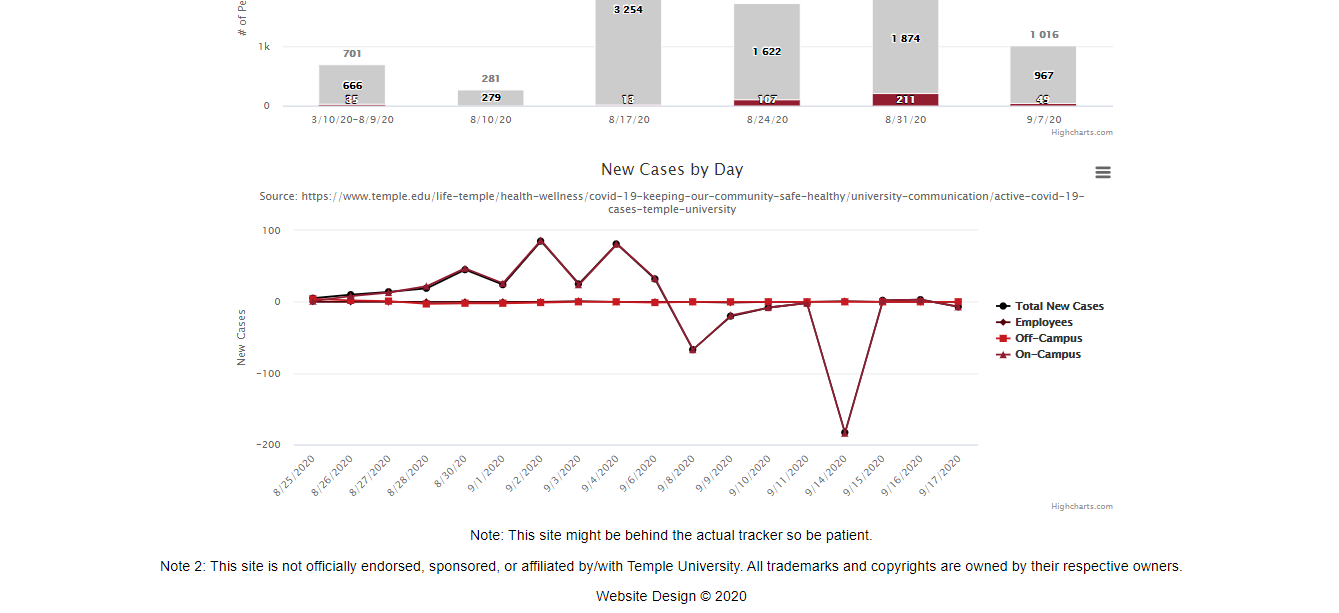 # of Pe
3 254
1k
701
1 622
1 874
1 016
666
281
967
35
279
13
107
211
49
0
3/10/20-8/9/20
8/10/20
8/17/20
8/24/20
8/31/20
9/7/20
Highcharts.com
New Cases by Day
Source: https://www.temple.edu/life-temple/health-wellness/covid-19-keeping-our-community-safe-healthy/university-communication/active-covid-19-
cases-temple-university
100
0
-100
-200
New Cases
Total New Cases
Employees
Off-Campus
On-Campus
8/25/2020
8/26/2020
8/27/2020
8/28/2020
8/30/20
9/1/2020
9/2/2020
9/3/2020
9/4/2020
9/6/2020
9/8/2020
9/9/2020
9/10/2020
9/11/2020
9/14/2020
9/15/2020
9/16/2020
9/17/2020
Highcharts.com
Note: This site might be behind the actual tracker so be patient.
Note 2: This site is not officially endorsed, sponsored, or affiliated by/with Temple University. All trademarks and copyrights are owned by their respective owners.
Website Design © 2020